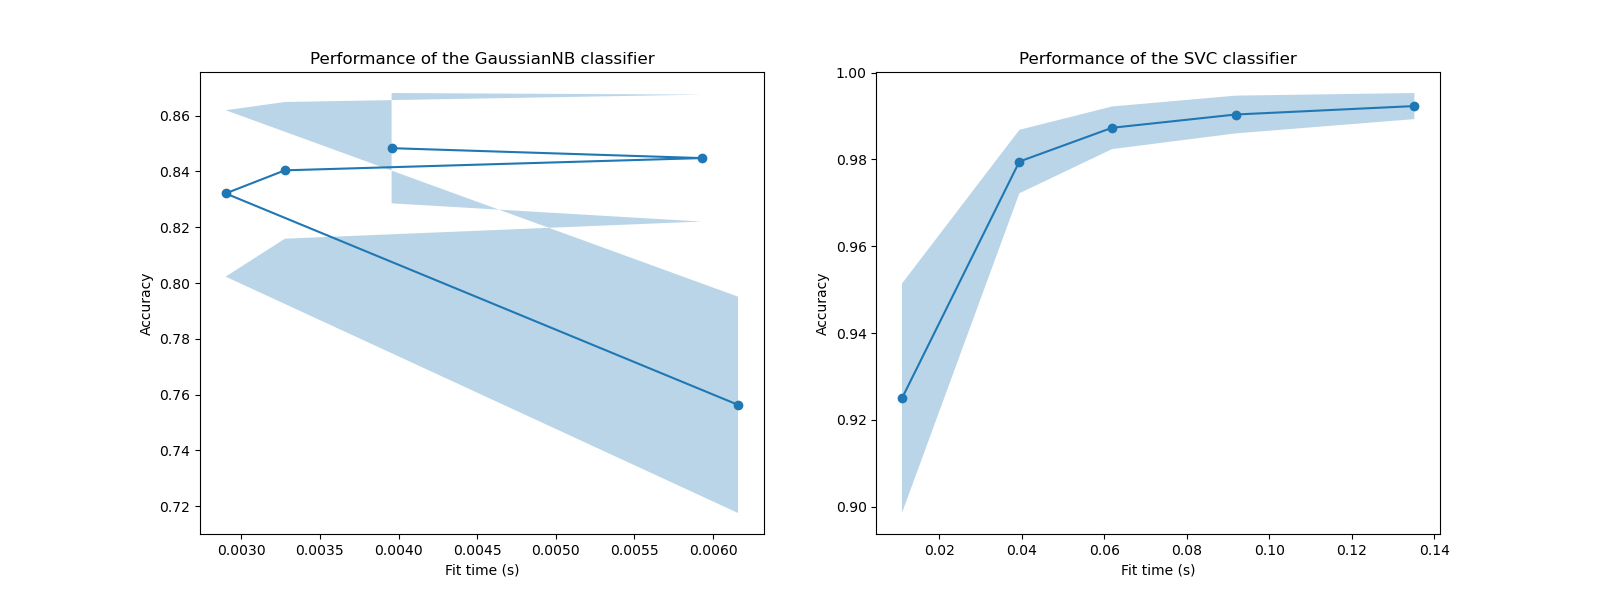 Performance of the GaussianNB classifier
Accuracy
0.86
0.84
0.82
0.80
0.78
0.76
0.74
0.72
0.0030 0.0035 0.0040 0.0045 0.0050 0.0055 0.0060
Fit time (s)
Performance of the SVC classifier
Accuracy
1.00
0.98
0.96
0.94
0.92
0.90
0.02 0.04 0.06 0.08 0.10 0.12 0.14
Fit time (s)